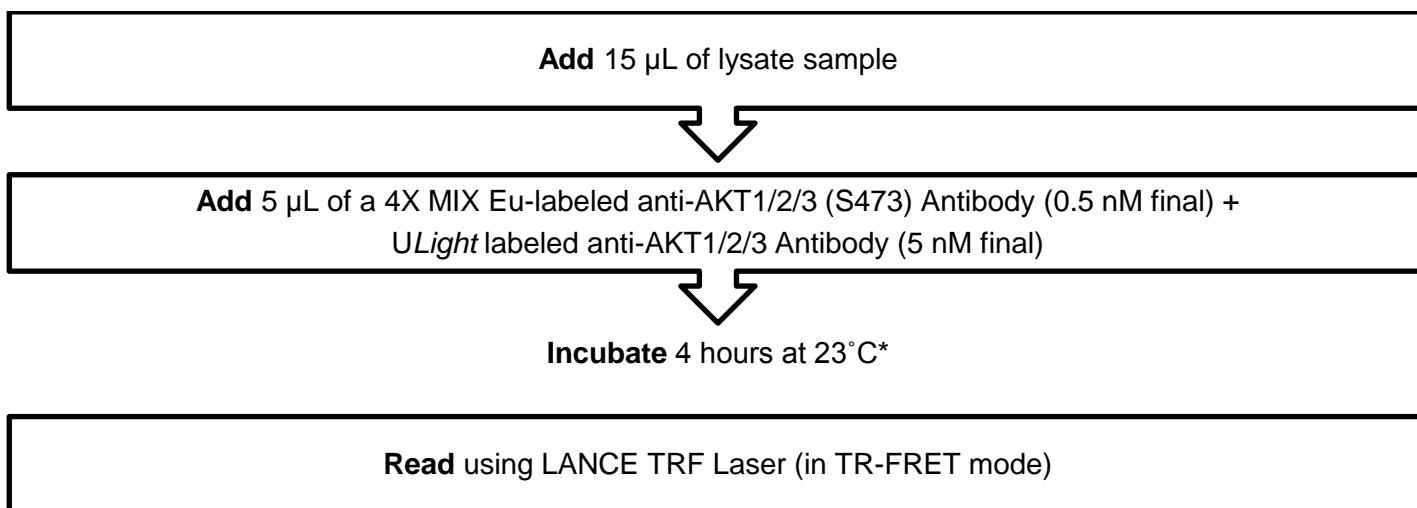 Add 15 µL of lysate sample
Add 5 µL of a 4X MIX Eu-labeled anti-AKT1/2/3 (S473) Antibody (0.5 nM final) +
ULight labeled anti-AKT1/2/3 Antibody (5 nM final)
Incubate 4 hours at 23˚C*
Read using LANCE TRF Laser (in TR-FRET mode)